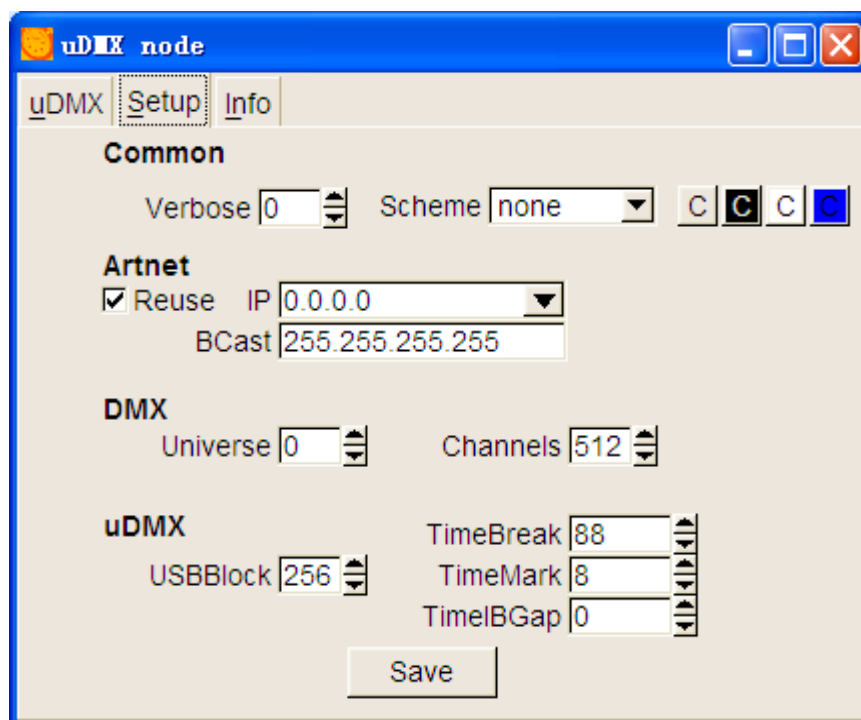 uDMX node
uDMX Setup Info
Common
Verbose 0 Scheme none C C C C
Artnet
Reuse IP 0.0.0.0
BCast 255.255.255.255
DMX
Universe 0 Channels 512
uDMX
TimeBreak 88
USBBlock 256 TimeMark 8
TimeIBGap 0
Save